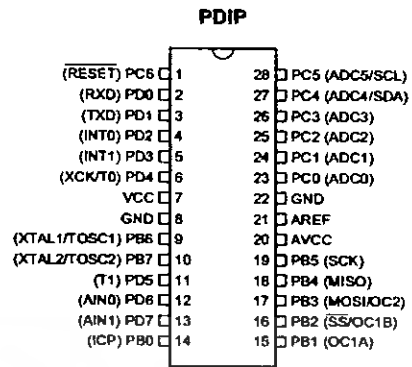 PDIP
(RESET) PC6 1 28 PC5 (ADC5/SCL)
(RXD) PD0 2 27 PC4 (ADC4/SDA)
(TXD) PD1 3 26 PC3 (ADC3)
(INT0) PD2 4 25 PC2 (ADC2)
(INT1) PD3 5 24 PC1 (ADC1)
(XCK/T0) PD4 6 23 PC0 (ADC0)
VCC 7 22 GND
GND 8 21 AREF
(XTAL1/TOSC1) PB6 9 20 AVCC
(XTAL2/TOSC2) PB7 10 19 PB5 (SCK)
(T1) PD5 11 18 PB4 (MISO)
(AIN0) PD6 12 17 PB3 (MOSI/OC2)
(AIN1) PD7 13 16 PB2 (SS/OC1B)
(ICP) PB0 14 15 PB1 (OC1A)